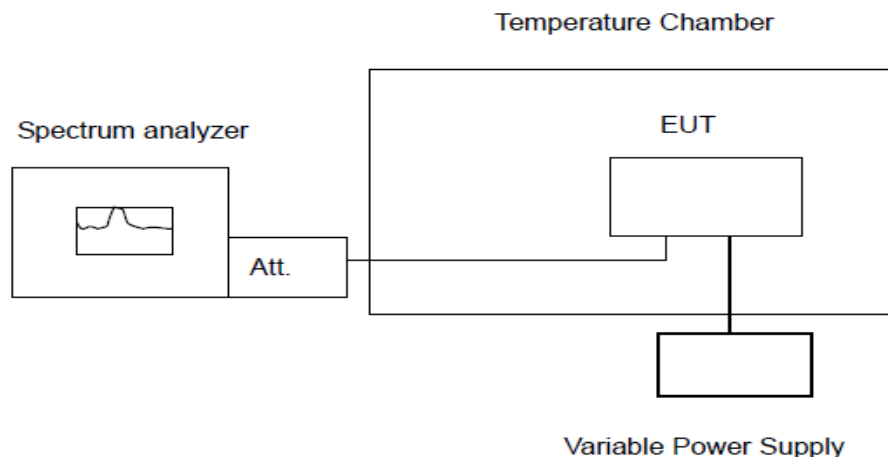 Temperature Chamber
Spectrum analyzer
EUT
Att.
Variable Power Supply